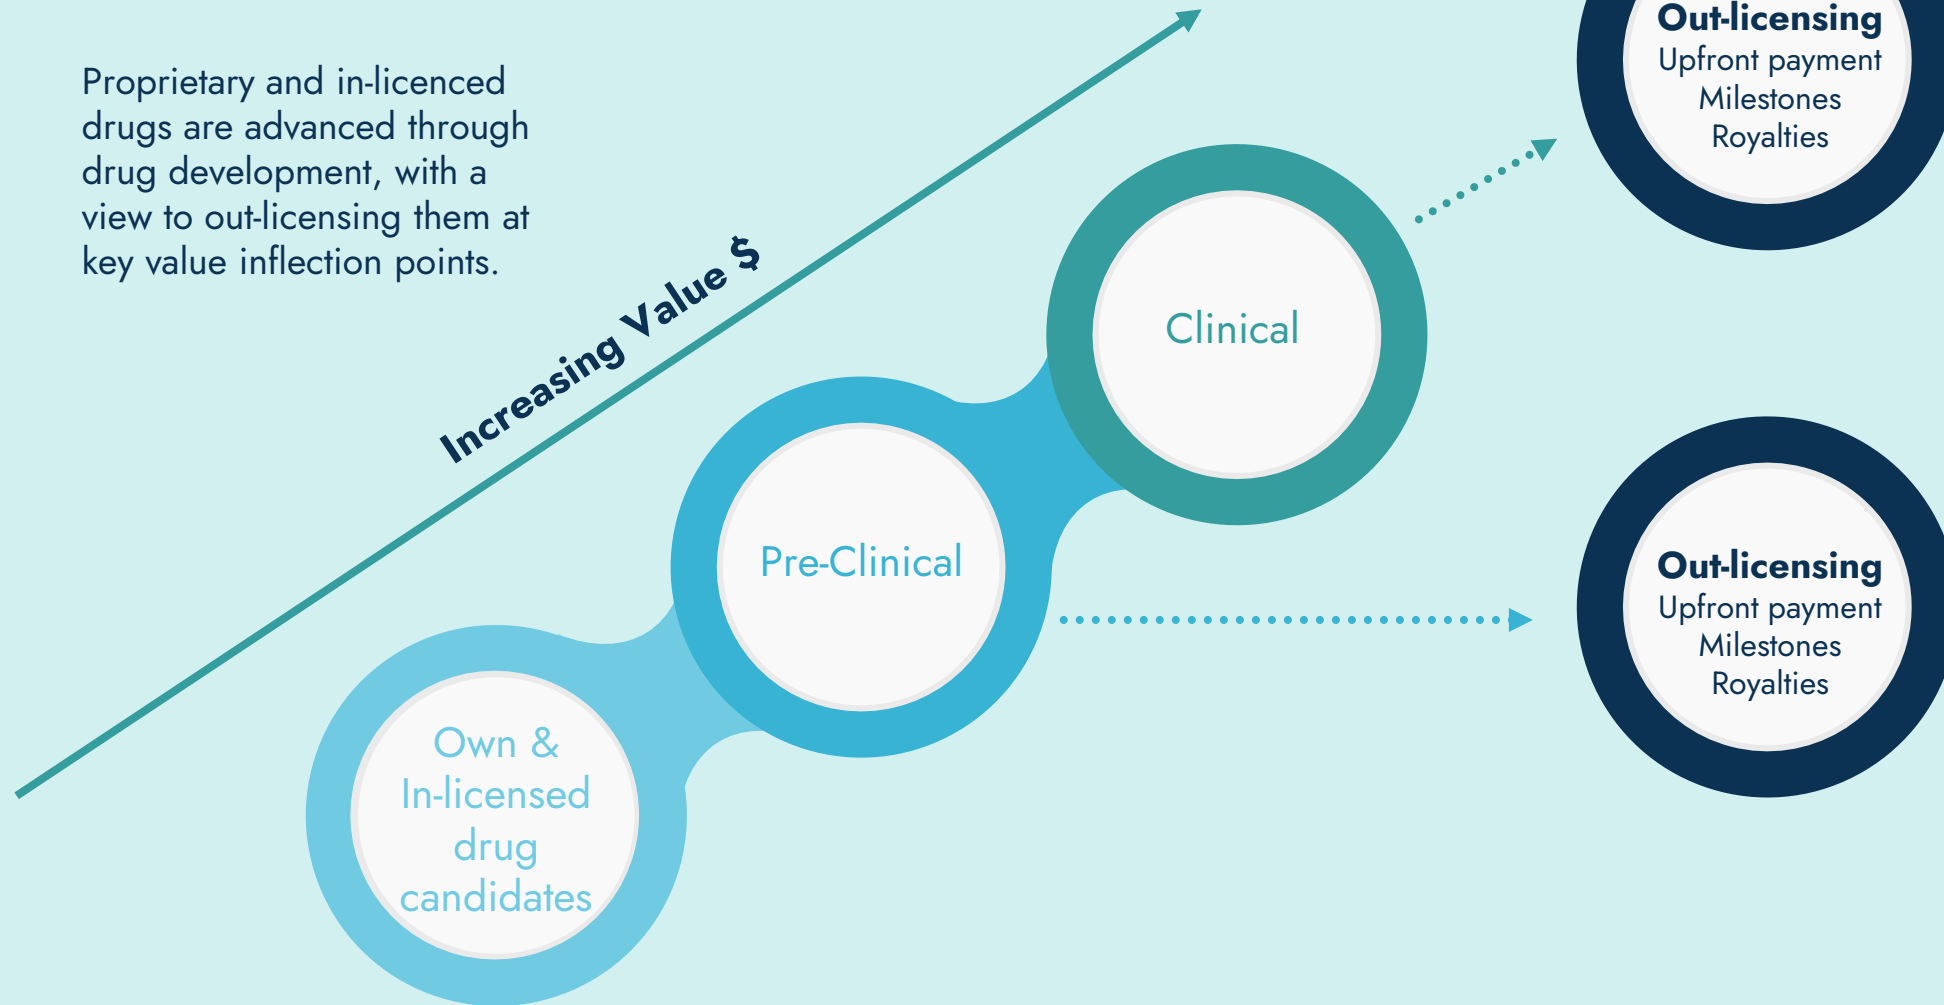 Proprietary and in-licenced
drugs are advanced through
drug development, with a
view to out-licensing them at
key value inflection points.
Increasing Value $
Out-licensing
Upfront payment
Milestones
Royalties
Clinical
Pre-Clinical
Out-licensing
Upfront payment
Milestones
Royalties
Own &
In-licensed
drug
candidates